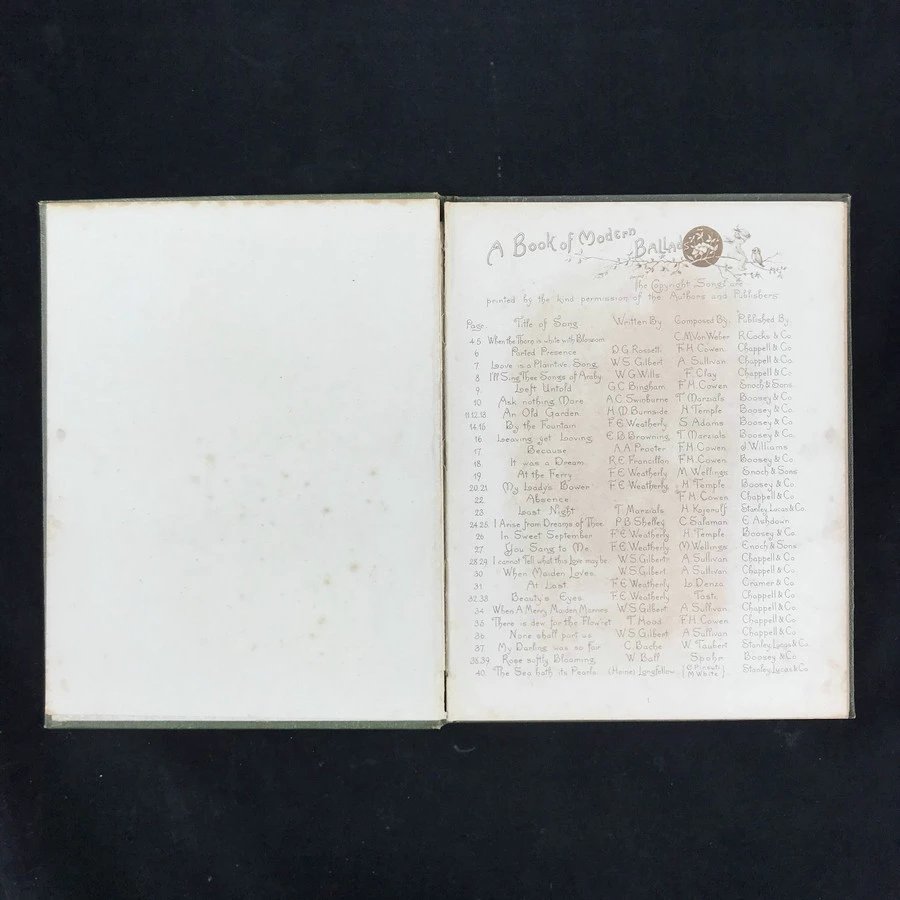 A Book of Modern
Ballads
The Copyright Songs are
printed by the kind permission of the Authors and Publishers
Page Title of Song Written By Composed By Published By
4.5 When the Thorn is white with Blossom C.M.Von Weber R.Cocks & Co
6 Parted Presence D.G. Rossetti F.H. Cowen Chappell & Co
7 Love is a Plaintive Song W.S. Gilbert A. Sullivan Chappell & Co.
8 I'll Sing Thee Songs of Araby W.G. Wills F. Clay Chappell & Co
9 Left Untold G.C. Bingham F.H. Cowen Enoch & Sons
10 Ask nothing More A.C. Swinburne T. Marzials Boosey & Co
11.12.13 An Old Garden H.M. Burnside H Temple Boosey & Co
14.15 By the Fountain F.E Weatherly S Adams Boosey & Co
16 Leaving yet Loving E B Browning T. Marzials Boosey & Co
17 Because A.A Procter F.H. Cowen J. Williams
18 It was a Dream R.E. Francillon F.H. Cowen Boosey & Co
19 At the Ferry F.E Weatherly M Wellings Enoch & Sons
20.21 My Lady's Bower F.E Weatherly H Temple Boosey & Co
22 Absence F.H. Cowen Chappell & Co
23 Last Night T Marzials H Kjerulf Stanley Lucas & Co.
24.25 I Arise from Dreams of Thee P.B. Shelley C Salaman E Ashdown
26 In Sweet September F.E Weatherly H Temple Boosey & Co
27 You Sang to Me F.E Weatherly M Wellings Enoch & Sons
28.29 I cannot Tell what this Love may be W.S Gilbert A Sullivan Chappell & Co
30 When Maiden Loves W.S Gilbert A Sullivan Chappell & Co
31 At Last F.E Weatherly L. Denza Cramer & Co
32.33 Beauty's Eyes F.E Weatherly Tosti Chappell & Co
34 When A Merry Maiden Marries W.S Gilbert A Sullivan Chappell & Co.
35 There is dew for the Flow'ret T Hood F.H. Cowen Chappell & Co
36 None shall part us W.S Gilbert A Sullivan Chappell & Co
37 My Darling was so fair C. Bache W. Taubert Stanley Lucas & Co
38.39 Rose softly Blooming W. Ball Spohr Boosey & Co
40. The Sea hath its Pearls (Heine) Longfellow { C Pinsuti M White } Stanley Lucas & Co